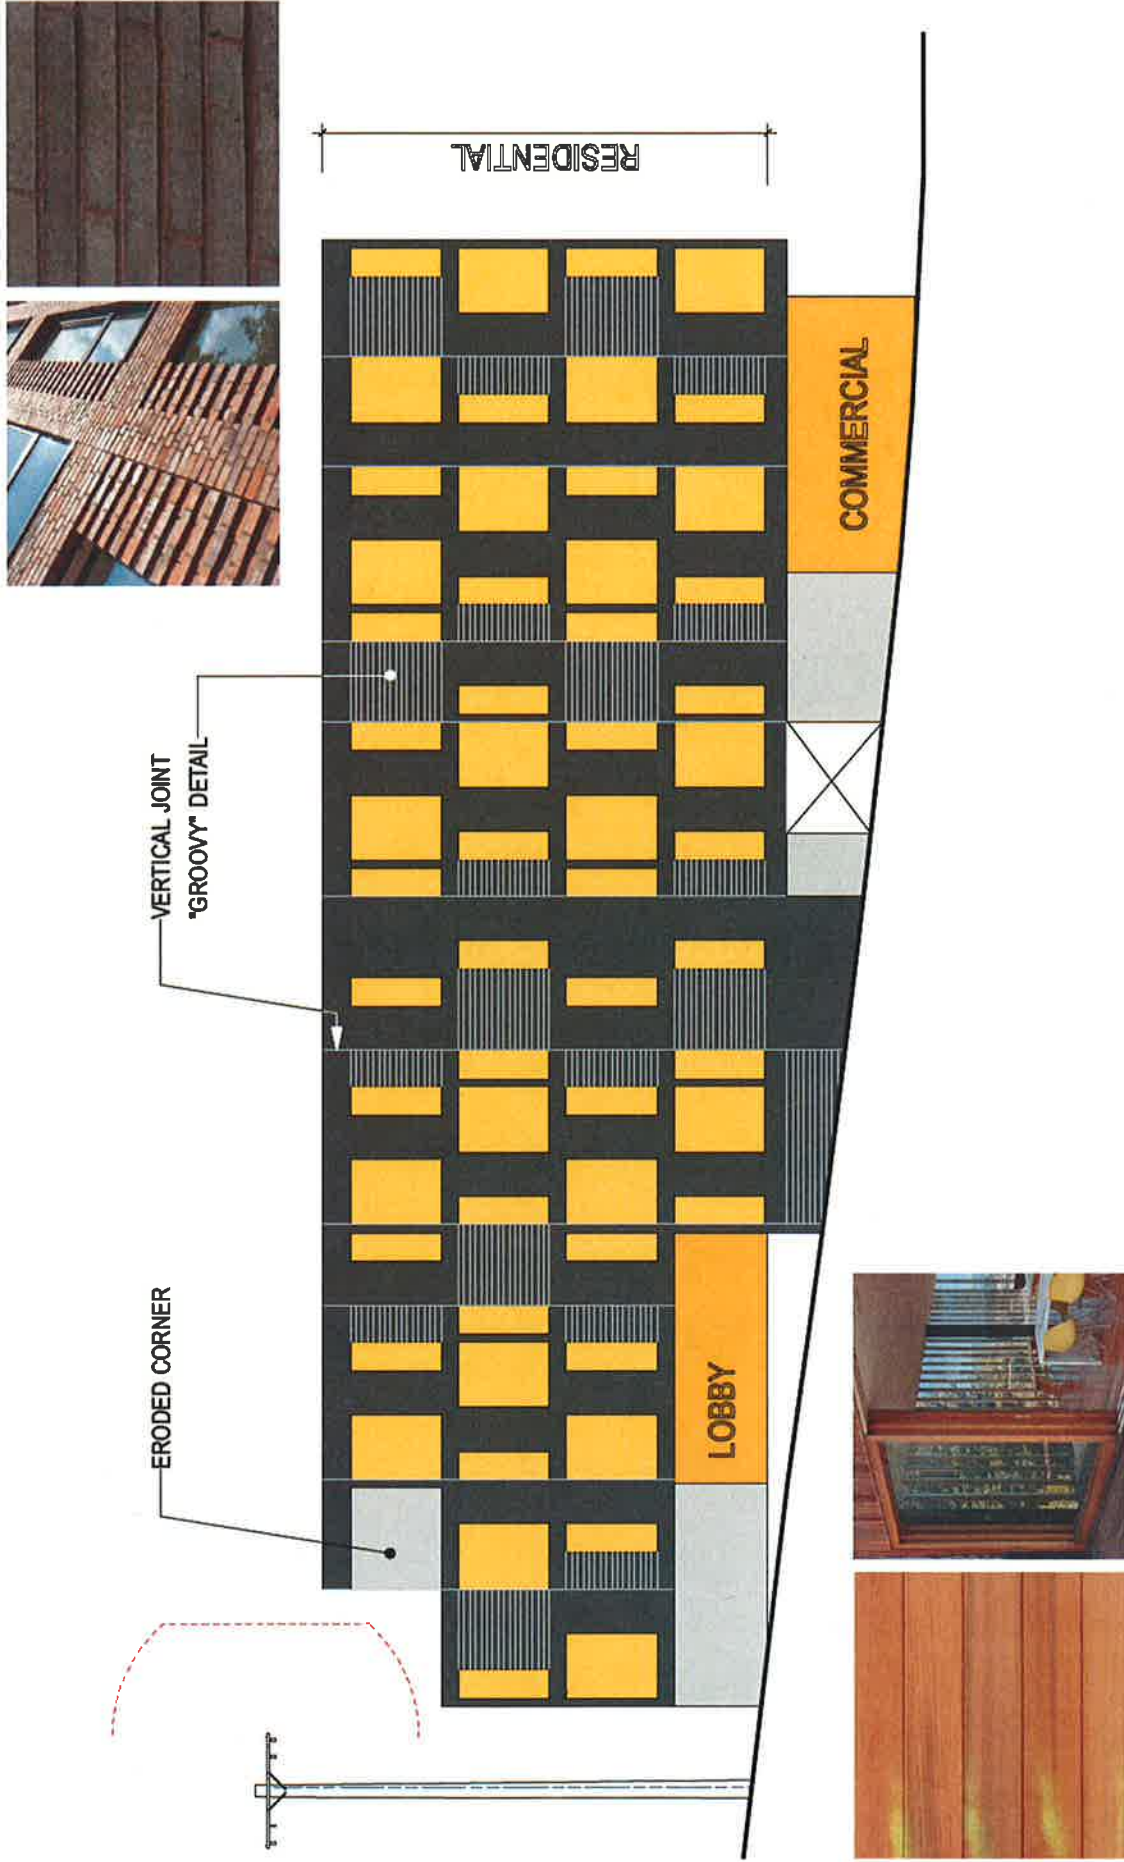 ERODED CORNER
VERTICAL JOINT
"GROOVY" DETAIL
RESIDENTIAL
LOBBY
COMMERCIAL